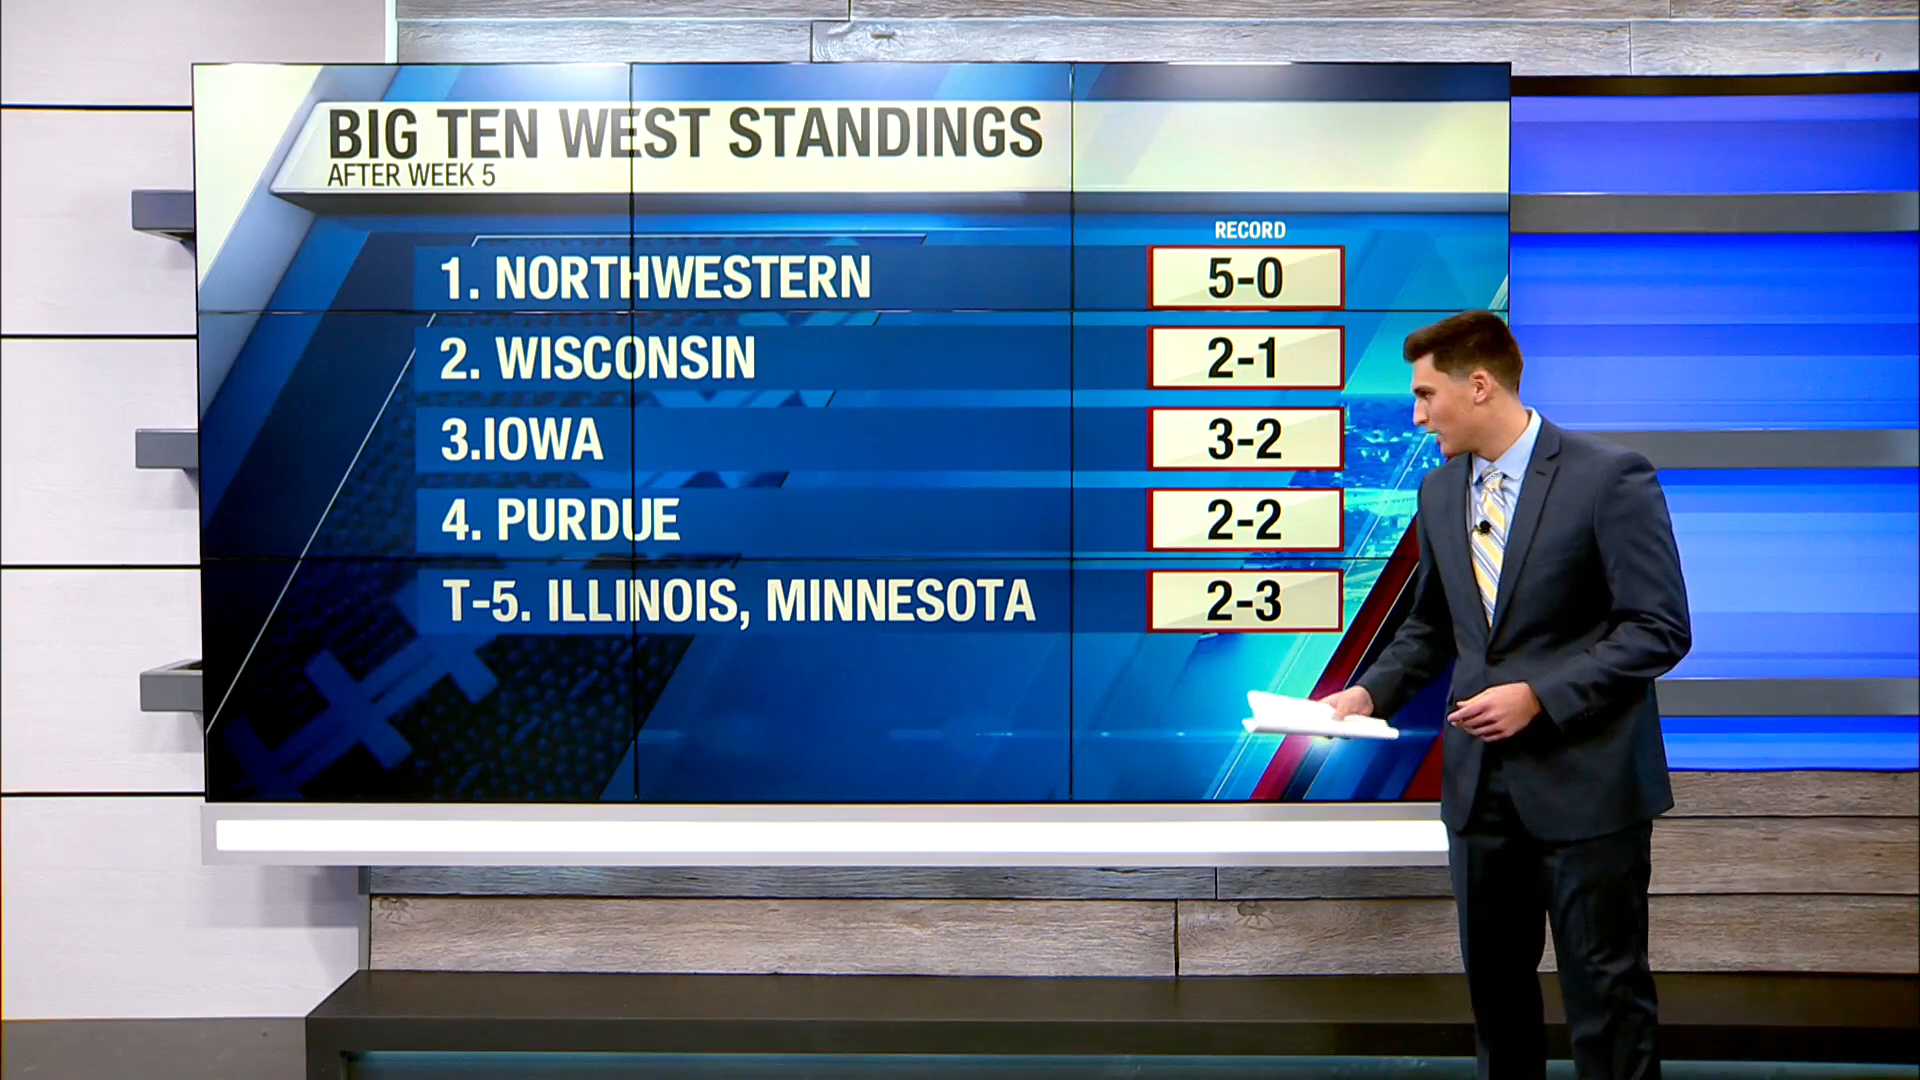 BIG TEN WEST STANDINGS
AFTER WEEK 5
RECORD
1. NORTHWESTERN 5-0
2. WISCONSIN 2-1
3.IOWA 3-2
4. PURDUE 2-2
T-5. ILLINOIS, MINNESOTA 2-3